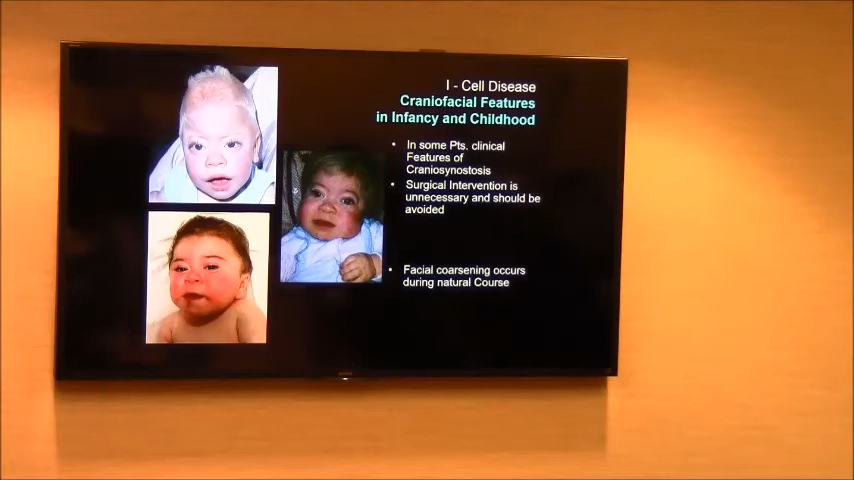 I - Cell Disease
Craniofacial Features
in Infancy and Childhood
• In some Pts. clinical
Features of
Craniosynostosis
• Surgical Intervention is
unnecessary and should be
avoided
• Facial coarsening occurs
during natural Course